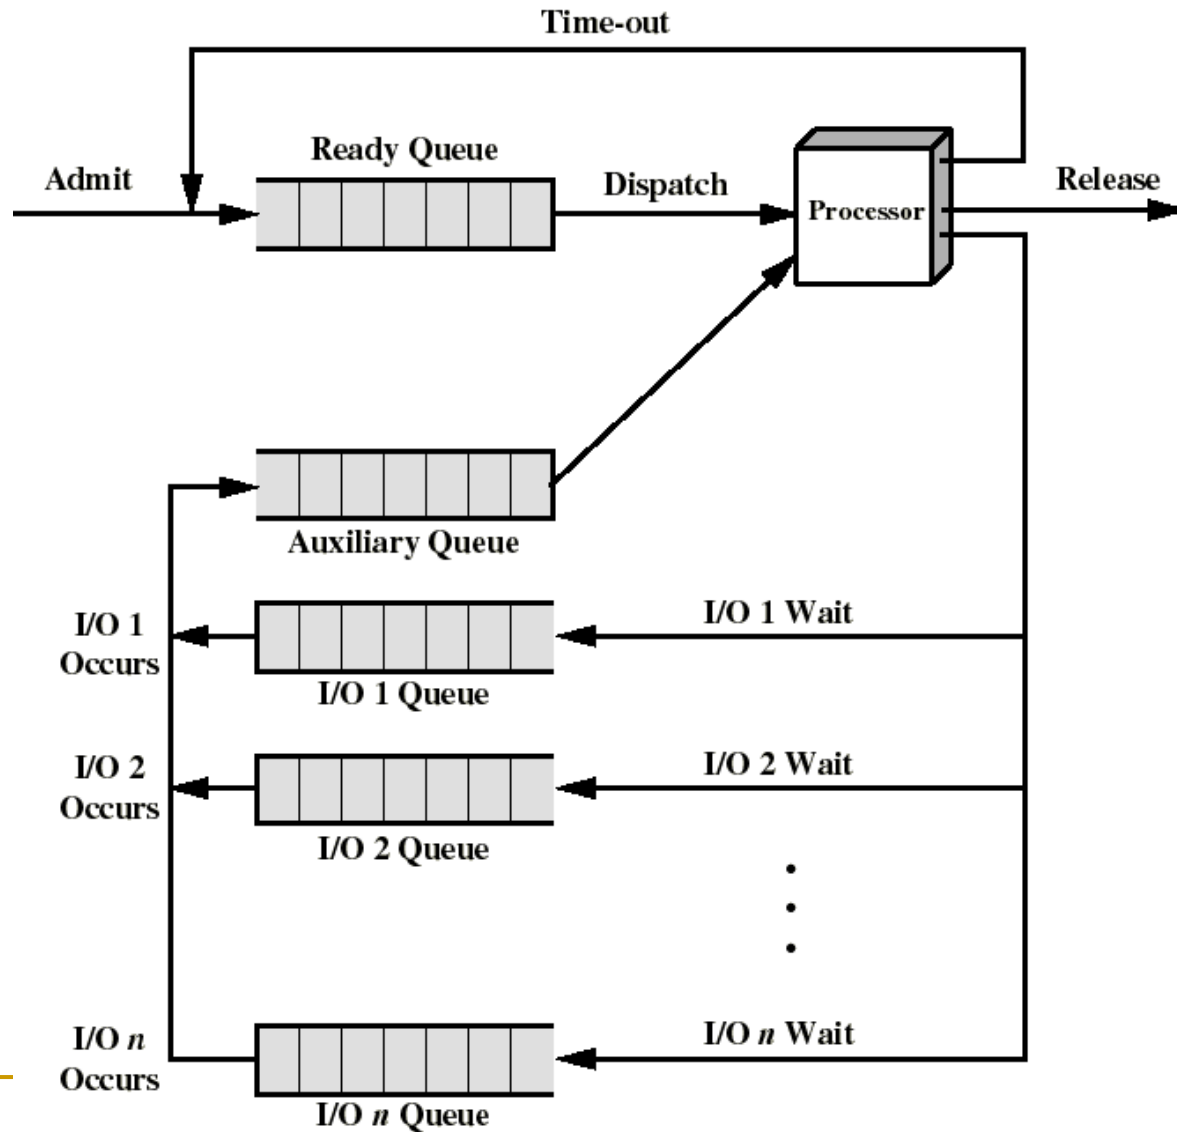 Time-out
Ready Queue
Admit
Dispatch
Release
Processor
Auxiliary Queue
I/O 1
Occurs
I/O 1 Wait
I/O 1 Queue
I/O 2
Occurs
I/O 2 Wait
I/O 2 Queue
I/O n
Occurs
I/O n Wait
I/O n Queue